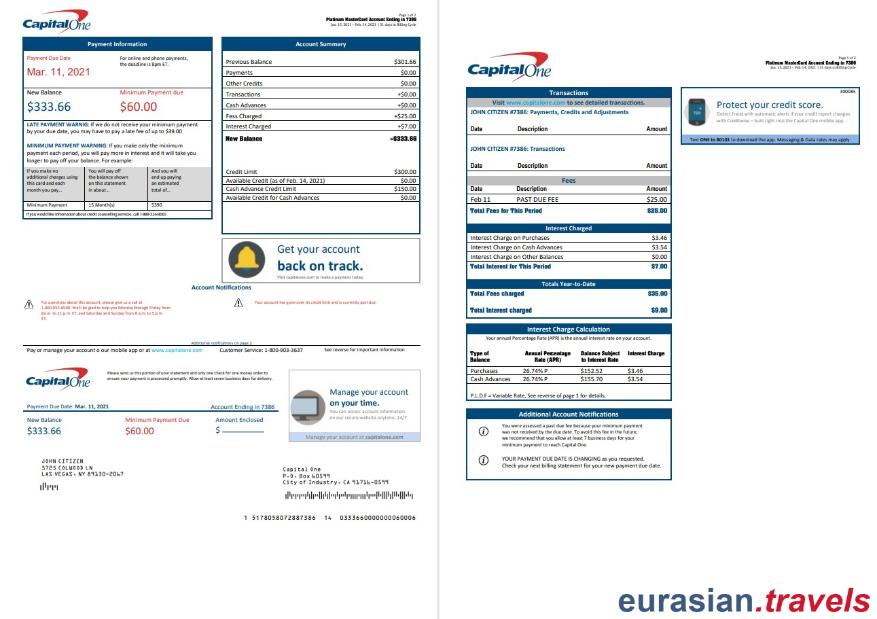 Capital One
Page 1 of 2
Platinum MasterCard Account Ending in 7386
Jan. 15, 2021 – Feb. 14, 2021 | 31 days in Billing Cycle
Payment Information
Payment Due Date
For online and phone payments,
the deadline is 8pm ET.
Mar. 11, 2021
New Balance
Minimum Payment due
$333.66
$60.00
LATE PAYMENT WARNIG: if we do not receive your minimum payment
by your due date, you may have to pay a late fee of up to $39.00
MINIMUM PAYMENT WARNING: If you make only the minimum
payment each period, you will pay more in interest and it will take you
longer to pay off your balance. For example:
If you make no
additional charges using
this card and each
month you pay...
You will pay off
the balance shown
on this statement
in about...
And you will
end up paying
an estimated
total of...
Minimum Payment
15 Month(s)
$390
If you would like information about credit counselling service, call 1-888-326-8055
Account Summary
Previous Balance $301.66
Payments $0.00
Other Credits $0.00
Transactions +$0.00
Cash Advances +$0.00
Fees Charged +$25.00
Interest Charged +$7.00
New Balance =$333.66
Credit Limit $300.00
Available Credit (as of Feb. 14, 2021) $0.00
Cash Advance Credit Limit $150.00
Available Credit for Cash Advances $0.00
Get your account
back on track.
Visit capitalone.com to make a payment today.
Account Notifications
For questions about this account, please give us a call at
1-800-903-3637. We'll be glad to help you Monday through Friday from
8 a.m. to 11 p.m. ET, and Saturday and Sunday from 8 a.m. to 5 p.m.
ET.
Your account has gone over its credit limit and is currently past due.
Additional notifications on page 2
Pay or manage your account o our mobile app or at www.capitalone.com
Customer Service: 1-800-903-3637
See reverse for Important Information
Capital One
Please send us this portion of your statement and only one check for one money order to
ensure your payment is processed promptly. Allow at least seven business days for delivery.
Payment Due Date: Mar. 11, 2021
Account Ending in 7386
New Balance
Minimum Payment Due
Amount Enclosed
$333.66
$60.00
$
Manage your account
on your time.
You can access account information
on our secure website anytime, 24/7
Manage your account at capitalone.com
JOHN CITIZEN
5725 COLWOOD LN
LAS VEGAS, NY 89130-2047
Capital One
P.O. Box 60599
City of Industry, CA 91716-0599
1 5178058072887386 14 0333660000000060006
Capital One
Page 2 of 2
Platinum MasterCard Account Ending in 7386
Jan. 15, 2021 – Feb. 14, 2021 | 31 days in Billing Cycle
Transactions
Visit www.capitalone.com to see detailed transactions.
JOHN CITIZEN #7386: Payments, Credits and Adjustments
Date Description Amount
JOHN CITIZEN #7386: Transactions
Date Description Amount
Fees
Date Description Amount
Feb 11 PAST DUE FEE $25.00
Total Fees for This Period $25.00
Interest Charged
Interest Charge on Purchases $3.46
Interest Charge on Cash Advances $3.54
Interest Charge on Other Balances $0.00
Total Interest for This Period $7.00
Totals Year-to-Date
Total Fees charged $35.00
Total Interest charged $9.00
Interest Charge Calculation
Your annual Percentage Rate (APR) is the annual interest rate on your account.
Type of
Balance
Annual Percentage
Rate (APR)
Balance Subject
to Interest Rate
Interest Charge
Purchases 26.74% P $152.52 $3.46
Cash Advances 26.74% P $155.70 $3.54
P,L,D,F = Variable Rate, See reverse of page 1 for details.
Additional Account Notifications
You were assessed a past due fee because your minimum payment
was not received by the due date. To avoid this fee in the future,
we recommend that you allow at least 7 business days for your
minimum payment to reach Capital One.
YOUR PAYMENT DUE DATE IS CHANGING as you requested.
Check your next billing statement for your new payment due date.
300286
Protect your credit score.
Detect fraud with automatic alerts if your credit report changes
with CreditWise – built right into the Capital One mobile app.
Text ONE to 80101 to download the app. Messaging & Data rates may apply.
eurasian.travels